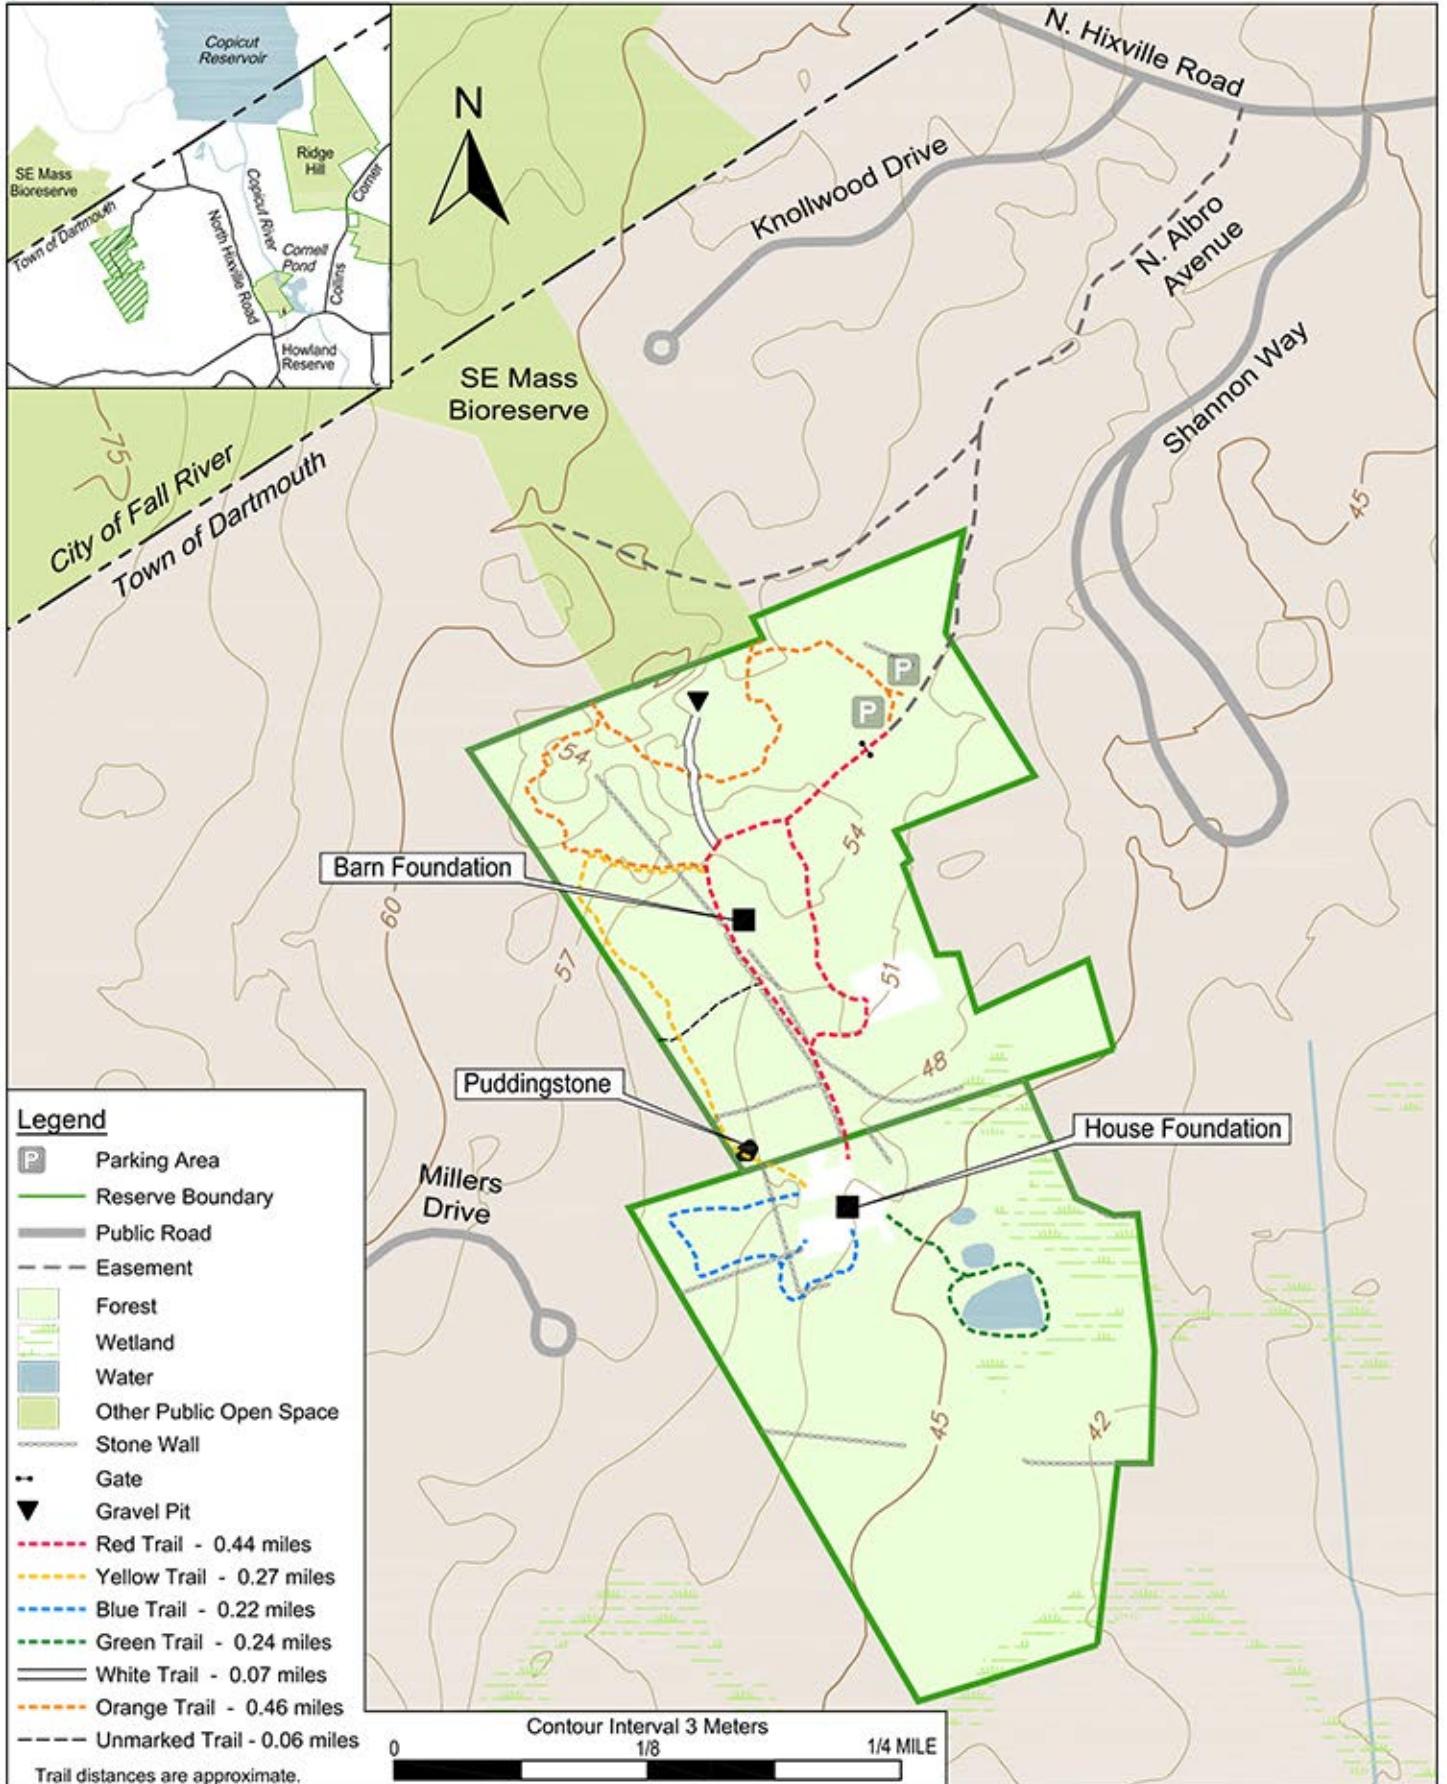 Copicut
Reservoir
Ridge
Hill
SE Mass
Bioreserve
Town of Dartmouth
Copicut River
North Hixville Road
Corner
Cornell
Pond
Collins
Howland
Reserve
N
N. Hixville Road
Knollwood Drive
N. Albro
Avenue
Shannon Way
SE Mass
Bioreserve
75
City of Fall River
Town of Dartmouth
45
P
P
54
54
Barn Foundation
60
57
51
48
Puddingstone
House Foundation
Millers
Drive
45
42
Legend
P Parking Area
Reserve Boundary
Public Road
Easement
Forest
Wetland
Water
Other Public Open Space
Stone Wall
Gate
Gravel Pit
Red Trail - 0.44 miles
Yellow Trail - 0.27 miles
Blue Trail - 0.22 miles
Green Trail - 0.24 miles
White Trail - 0.07 miles
Orange Trail - 0.46 miles
Unmarked Trail - 0.06 miles
Trail distances are approximate.
Contour Interval 3 Meters
0 1/8 1/4 MILE